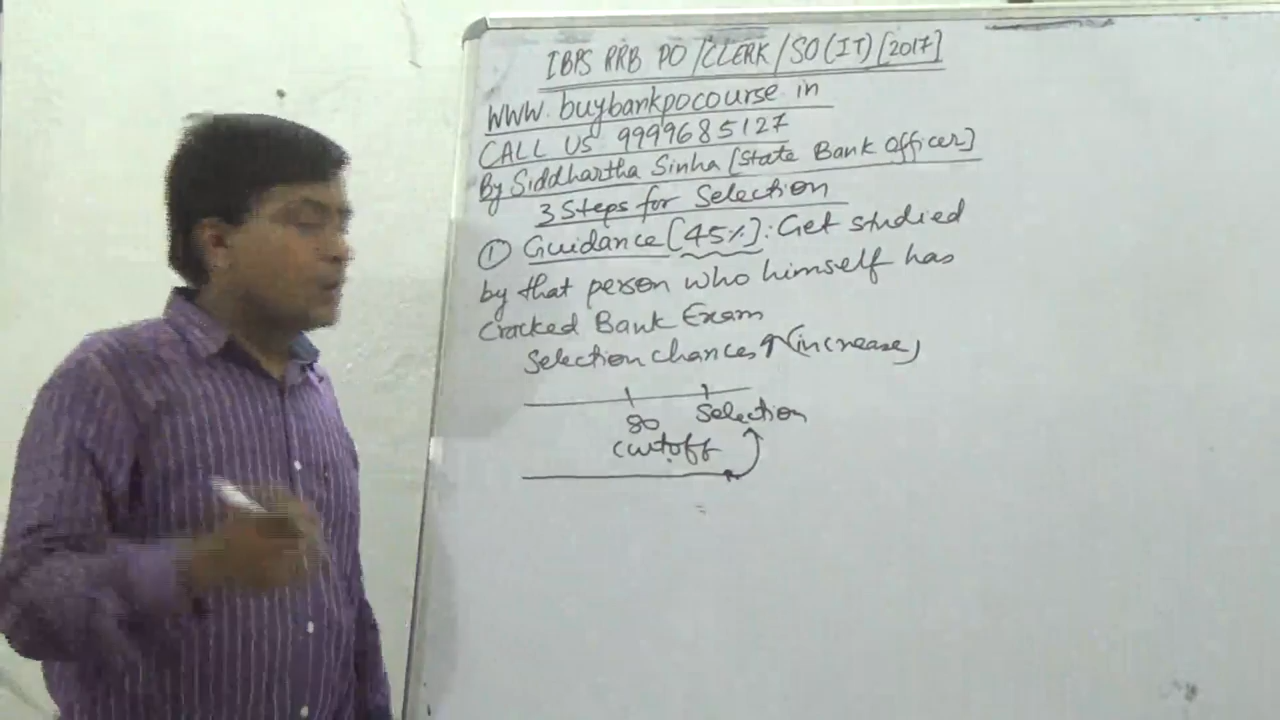 IBPS RRB PO/CLERK/SO(IT)[2017]
WWW.buybankpocourse in
CALL US 9999685127
By Siddhartha Sinha [State Bank officer]
3 Steps for Selection
① Guidance [45%]: Get studied
by that person who himself has
Cracked Bank Exam
Selection chances ↑ (increase)
80 Selection
cutoff